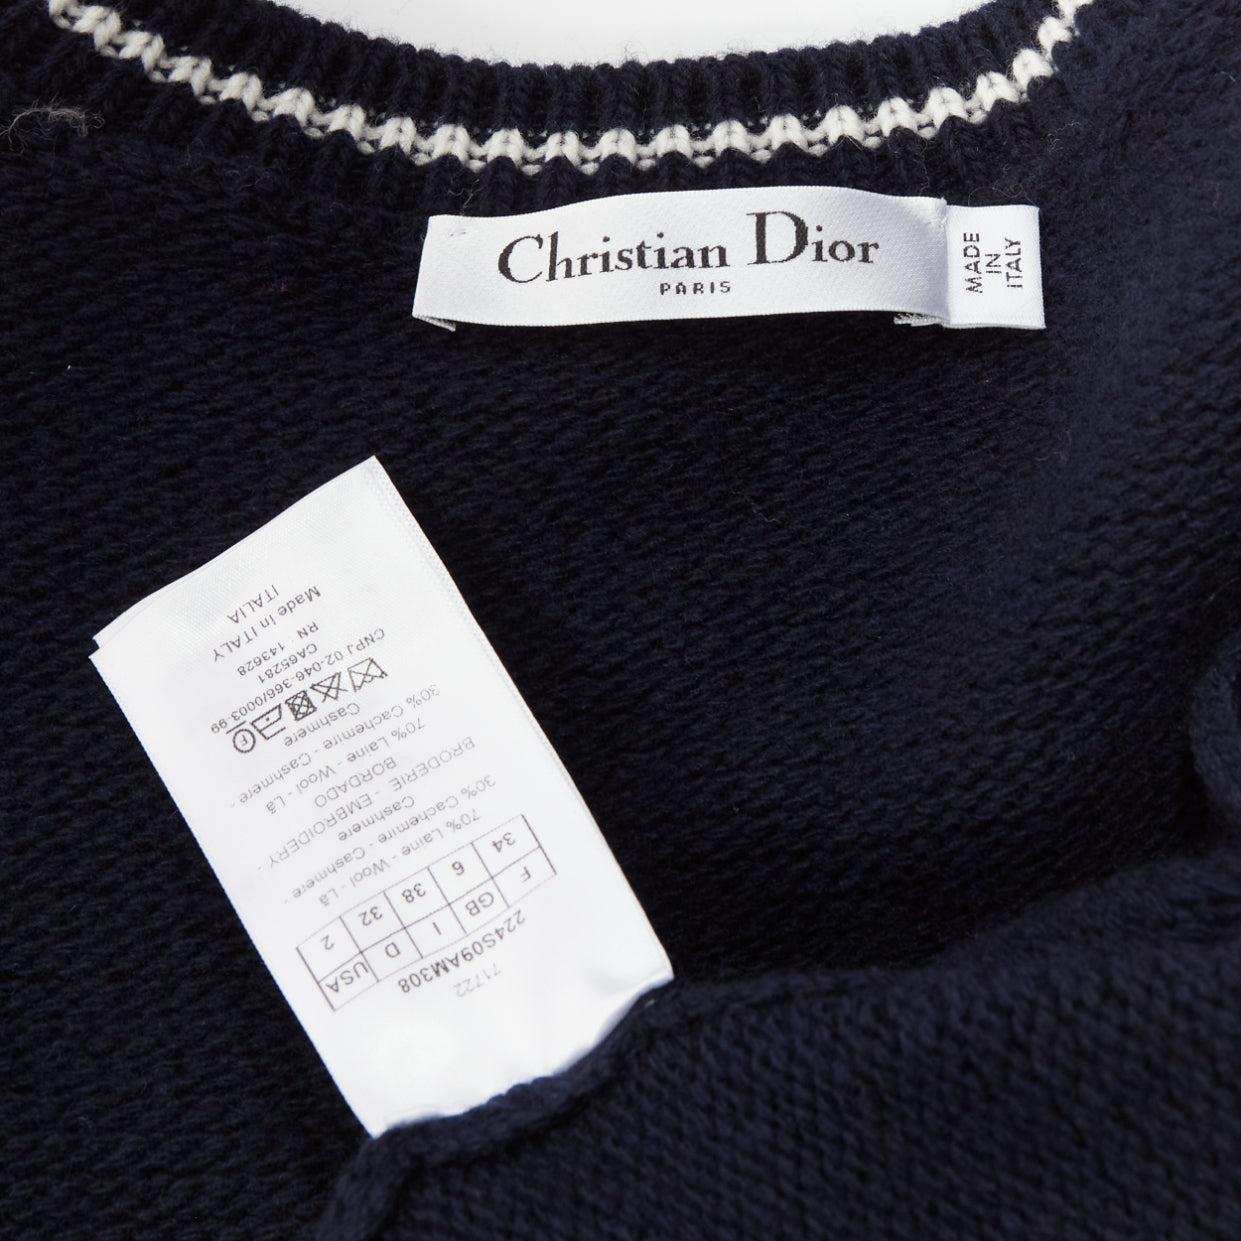 Christian Dior
PARIS
MADE
IN
ITALY
71722
224S09AM308
F GB I D USA
34 6 38 32 2
70% Laine - Wool - Lã
30% Cachemire - Cashmere -
Cashmere
BRODERIE - EMBROIDERY -
BORDADO
70% Laine - Wool - Lã
30% Cachemire - Cashmere -
Cashmere
F
CNPJ 02-046-366/0003-99
CA65281
RN : 143628
Made in ITALY
ITALIA